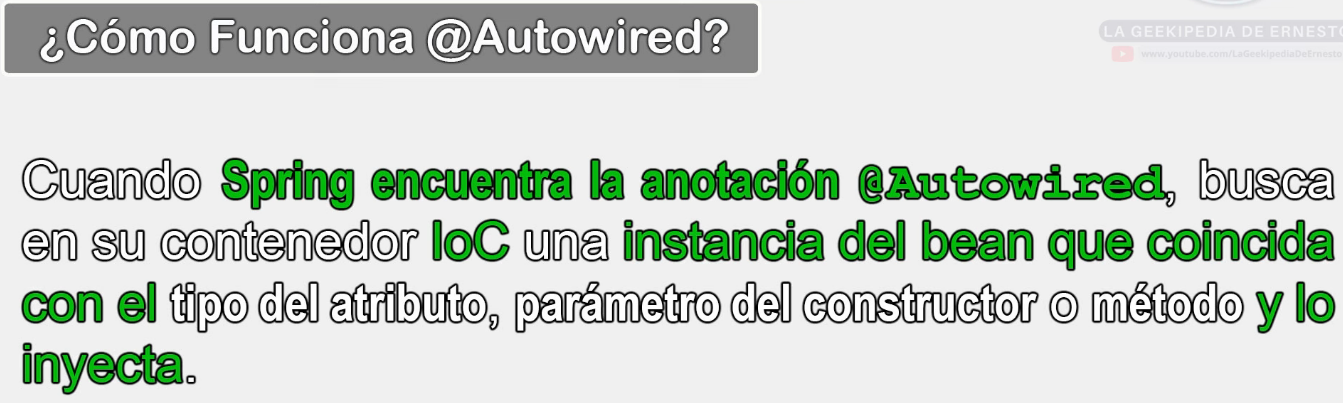 ¿Cómo Funciona @Autowired?
LA GEEKIPEDIA DE ERNESTO
www.youtube.com/LaGeekipediaDeErnesto
Cuando Spring encuentra la anotación @Autowired, busca
en su contenedor IoC una instancia del bean que coincida
con el tipo del atributo, parámetro del constructor o método y lo
inyecta.